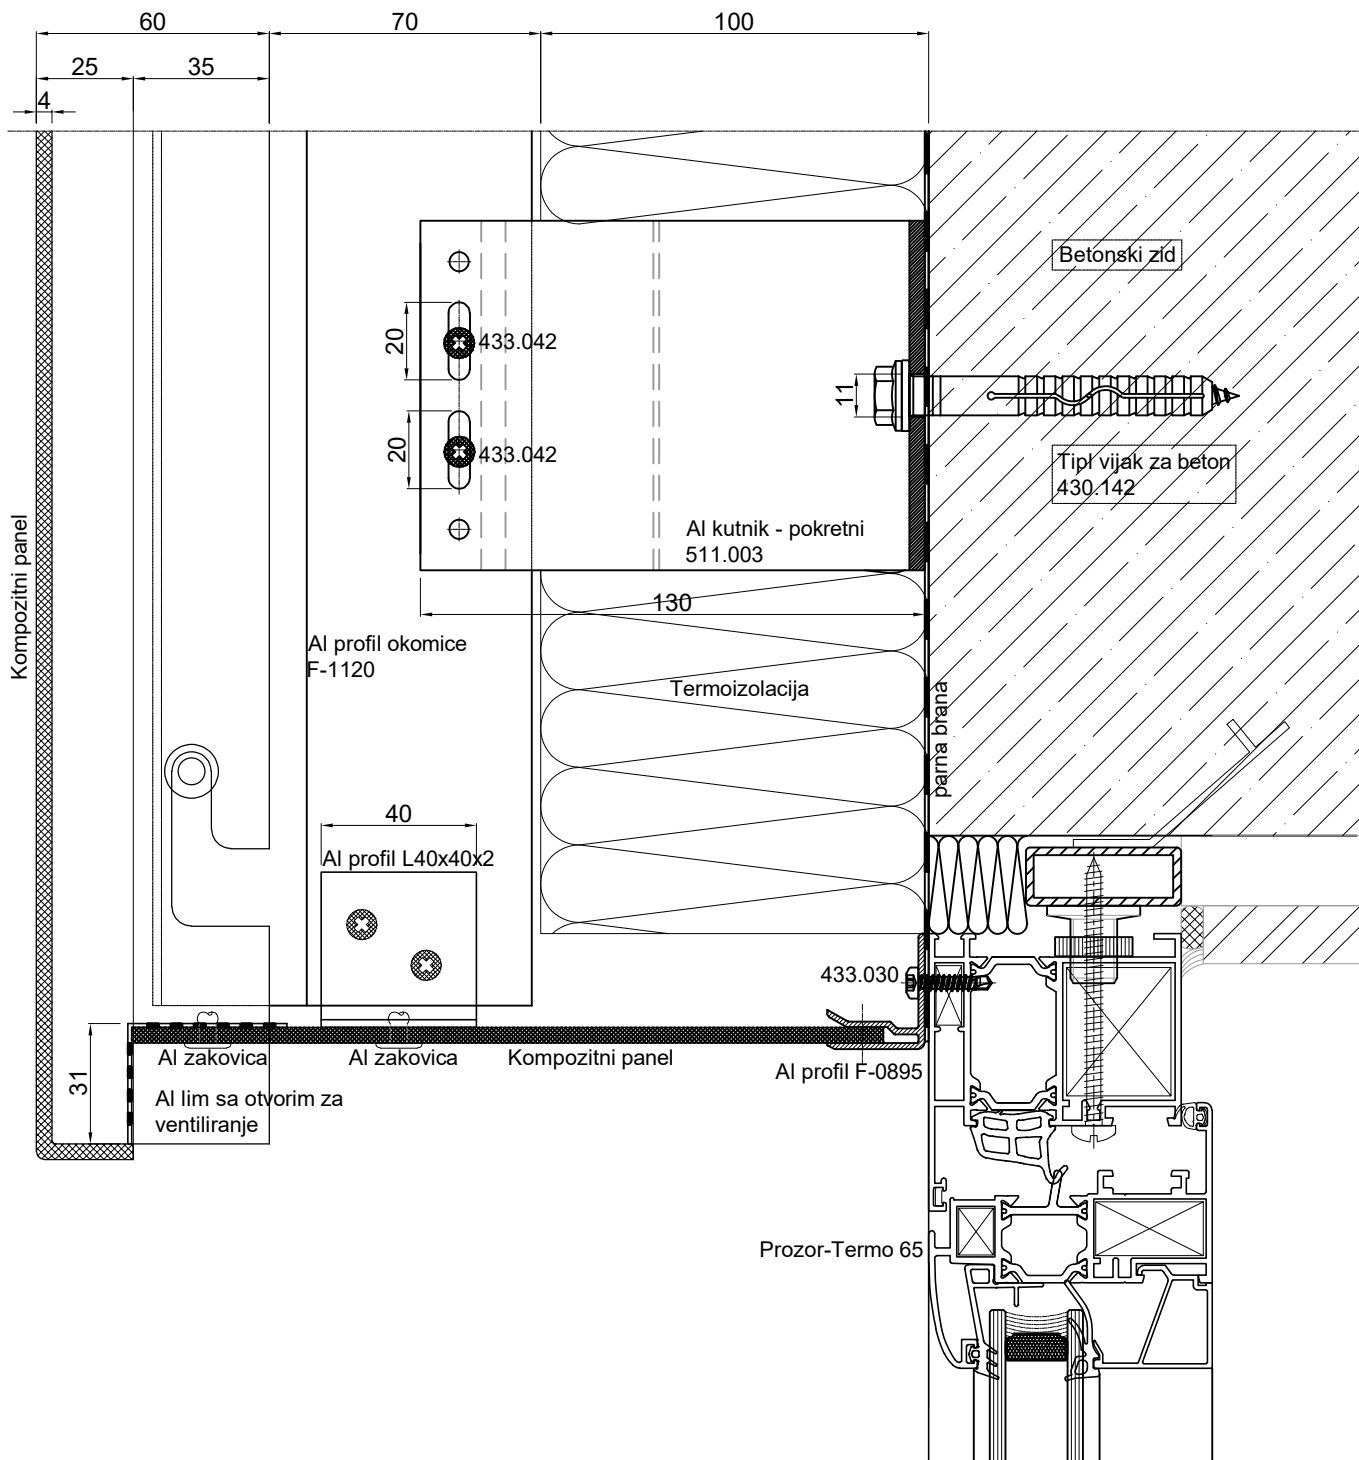 60
70
100
25
35
4
Betonski zid
20
433.042
11
20
433.042
Tipl vijak za beton
430.142
Kompozitni panel
Al kutnik - pokretni
511.003
130
Al profil okomice
F-1120
Termoizolacija
parna brana
40
Al profil L40x40x2
433.030
31
Al zakovica
Al zakovica
Kompozitni panel
Al profil F-0895
Al lim sa otvorim za
ventiliranje
Prozor-Termo 65